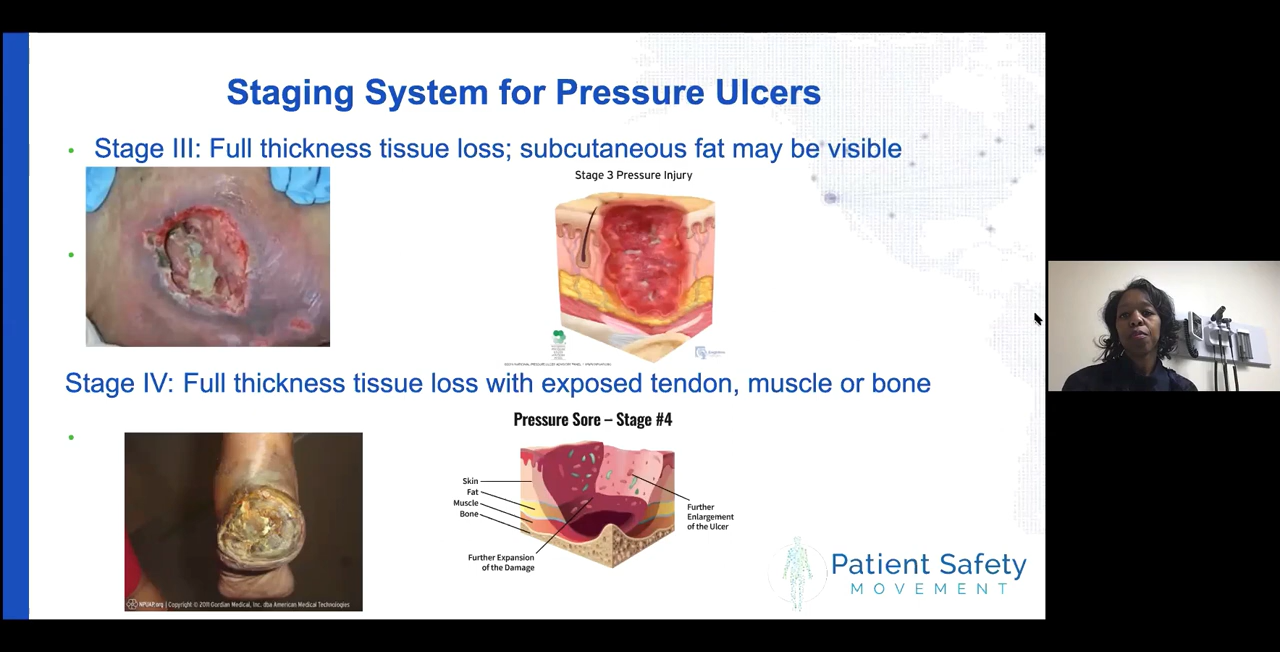 Staging System for Pressure Ulcers
• Stage III: Full thickness tissue loss; subcutaneous fat may be visible
Stage 3 Pressure Injury
Stage IV: Full thickness tissue loss with exposed tendon, muscle or bone
Pressure Sore – Stage #4
Skin
Fat
Muscle
Bone
Further
Enlargement
of the Ulcer
Further Expansion
of the Damage
NPUAP.org | Copyright © 2011 Gordian Medical, Inc. dba American Medical Technologies
Patient Safety
MOVEMENT